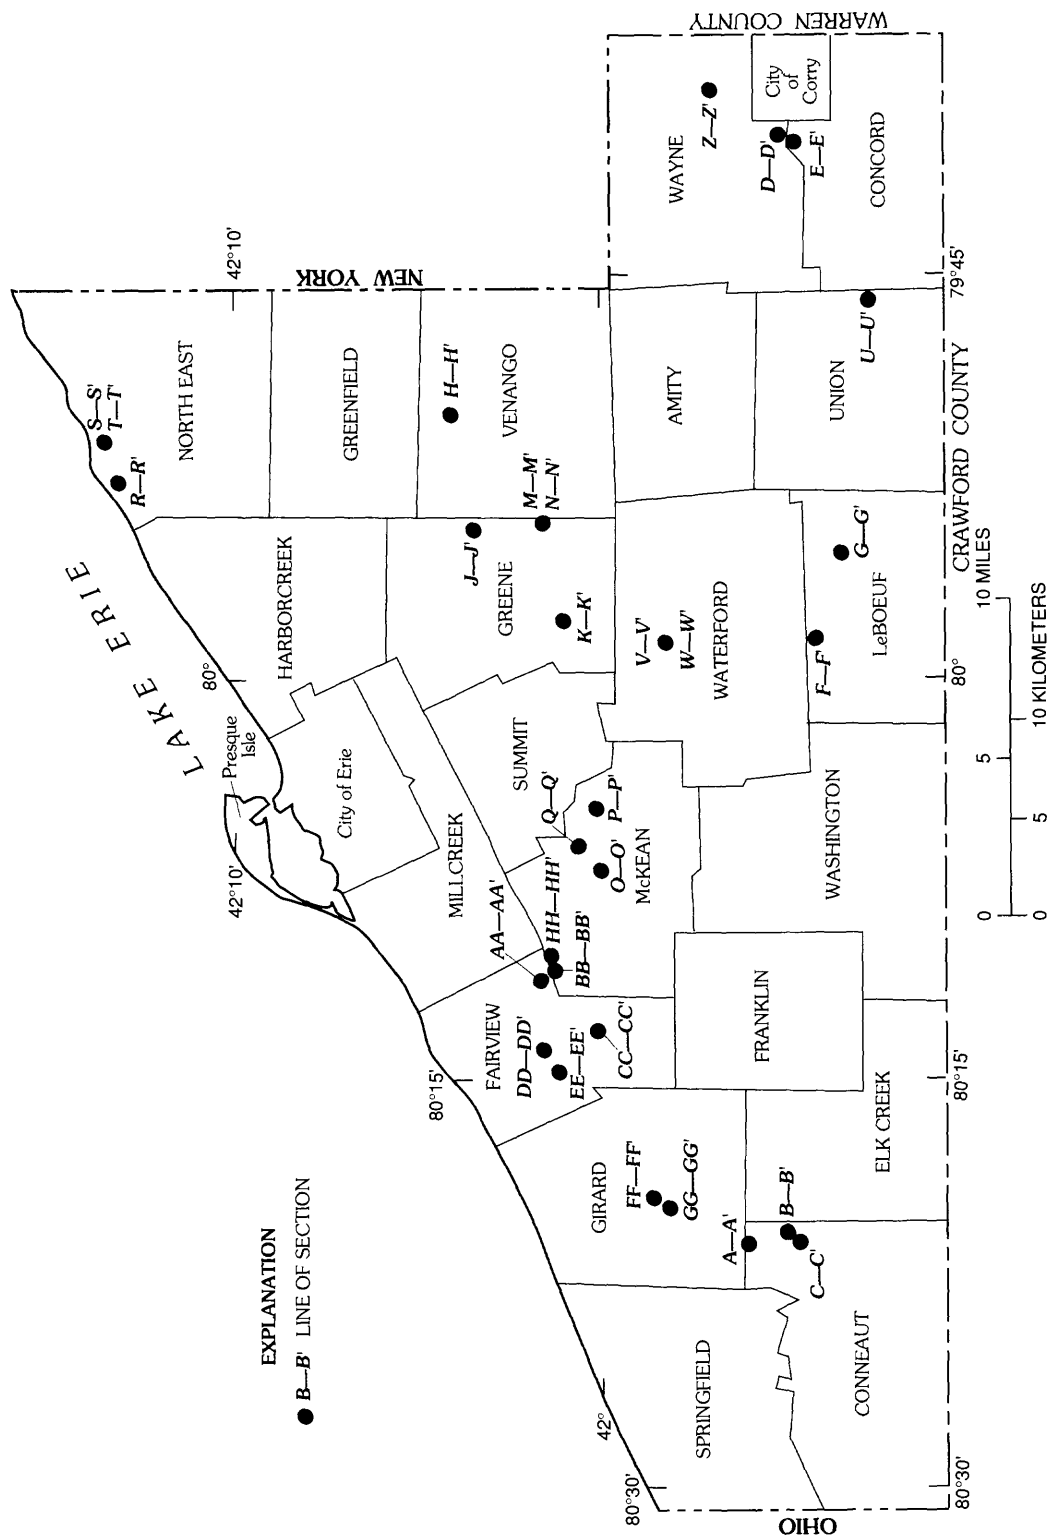 LAKE ERIE
Presque
Isle
42°10'
80°
42°10'
NEW YORK
WARREN COUNTY
S—S'
T—T'
R—R'
NORTH EAST
HARBORCREEK
GREENFIELD
City of Erie
MILLCREEK
H—H'
VENANGO
M—M'
N—N'
J—J'
GREENE
K—K'
SUMMIT
Q—Q'
P—P'
O—O'
McKEAN
AA—AA'
HH—HH'
BB—BB'
80°15'
FAIRVIEW
DD—DD'
EE—EE'
CC—CC'
GIRARD
FF—FF'
GG—GG'
A—A'
B—B'
C—C'
42°
80°30'
SPRINGFIELD
CONNEAUT
OHIO
ELK CREEK
FRANKLIN
WASHINGTON
V—V'
W—W'
WATERFORD
F—F'
LeBOEUF
G—G'
AMITY
UNION
U—U'
WAYNE
Z—Z'
City
of
Corry
D—D'
E—E'
CONCORD
80°30'
80°15'
80°
79°45'
CRAWFORD COUNTY
EXPLANATION
B—B' LINE OF SECTION
0 5 10 MILES
0 5 10 KILOMETERS